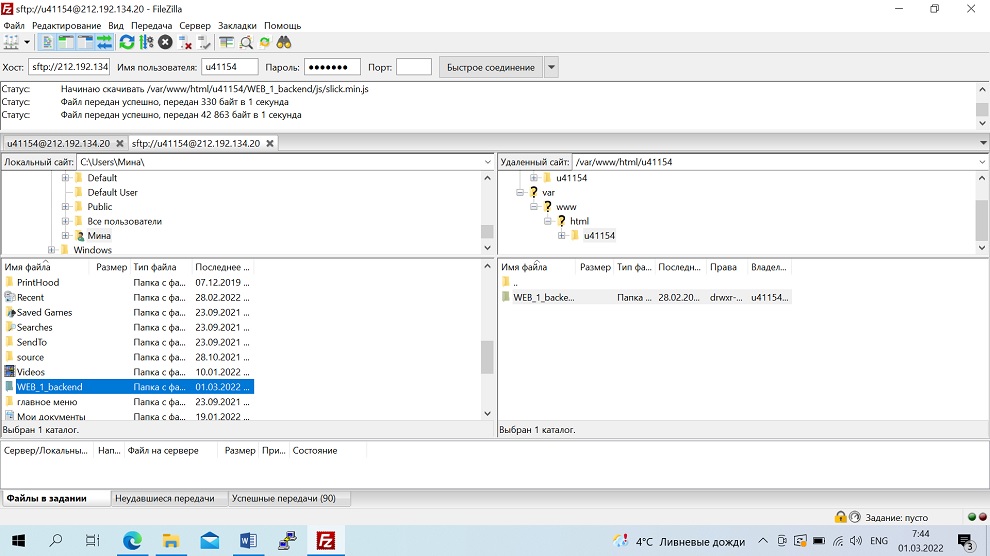 sftp://u41154@212.192.134.20 - FileZilla
Файл Редактирование Вид Передача Сервер Закладки Помощь
Хост: sftp://212.192.134 Имя пользователя: u41154 Пароль: ●●●●●●● Порт: Быстрое соединение
Статус: Начинаю скачивать /var/www/html/u41154/WEB_1_backend/js/slick.min.js
Статус: Файл передан успешно, передан 330 байт в 1 секунда
Статус: Файл передан успешно, передан 42 863 байт в 1 секунда
u41154@212.192.134.20 sftp://u41154@212.192.134.20
Локальный сайт: C:\Users\Мина\
Default
Default User
Public
Все пользователи
Мина
Windows
Удаленный сайт: /var/www/html/u41154
u41154
var
www
html
u41154
Имя файла Размер Тип файла Последнее ...
PrintHood Папка с фа... 07.12.2019 ...
Recent Папка с фа... 28.02.2022 ...
Saved Games Папка с фа... 23.09.2021 ...
Searches Папка с фа... 23.09.2021 ...
SendTo Папка с фа... 23.09.2021 ...
source Папка с фа... 28.10.2021 ...
Videos Папка с фа... 10.01.2022 ...
WEB_1_backend Папка с фа... 01.03.2022 ...
главное меню Папка с фа... 23.09.2021 ...
Мои документы Папка с фа... 19.01.2022 ...
Выбран 1 каталог.
Имя файла Размер Тип фа... Последн... Права Владел...
..
WEB_1_backe... Папка ... 28.02.20... drwxr-... u41154...
Выбран 1 каталог.
Сервер/Локальны... Нап... Файл на сервере Размер При... Состояние
Файлы в задании Неудавшиеся передачи Успешные передачи (90)
Задание: пусто
4°C Ливневые дожди ENG 7:44
01.03.2022 3